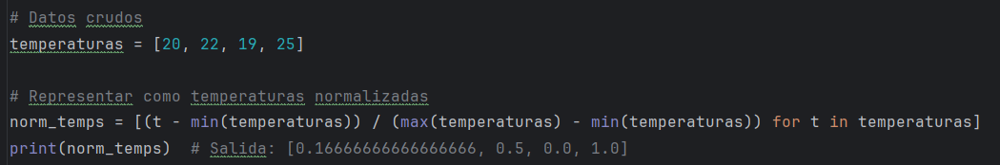 # Datos crudos
temperaturas = [20, 22, 19, 25]
# Representar como temperaturas normalizadas
norm_temps = [(t - min(temperaturas)) / (max(temperaturas) - min(temperaturas)) for t in temperaturas]
print(norm_temps)  # Salida: [0.16666666666666666, 0.5, 0.0, 1.0]